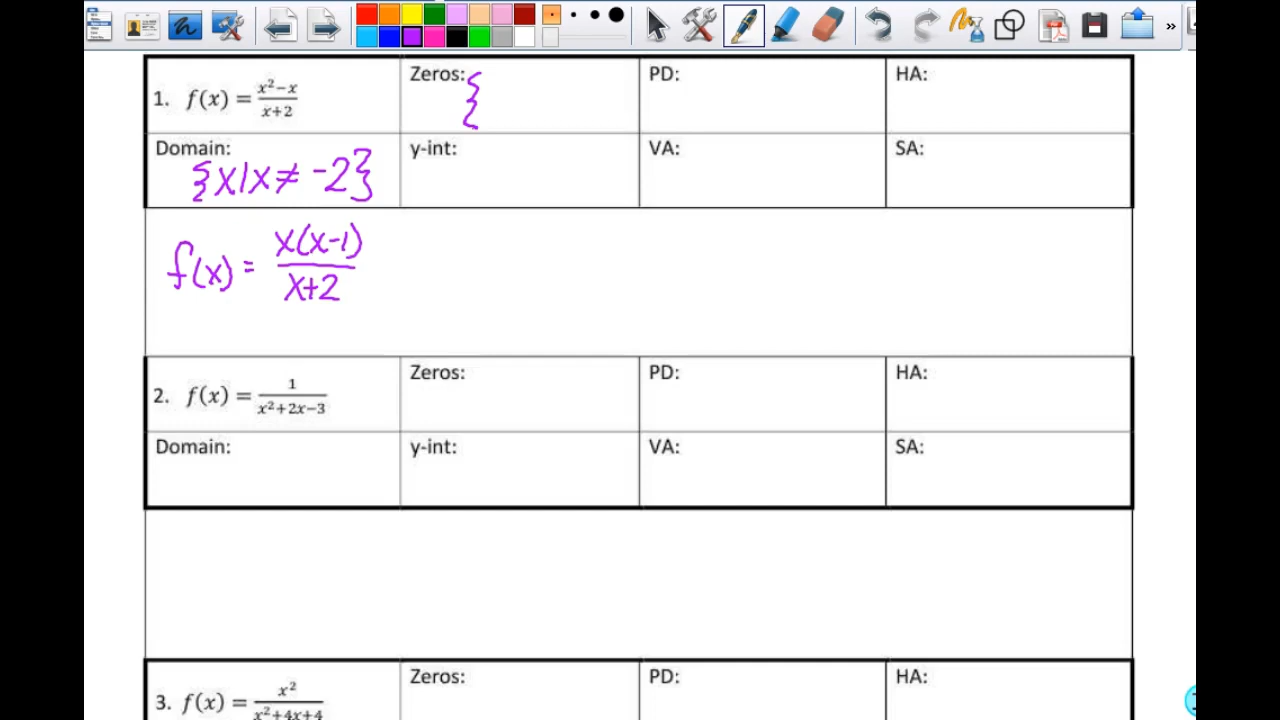 1. f(x) = (x² − x)/(x+2)
Zeros: {
PD:
HA:
Domain:
{x|x ≠ -2}
y-int:
VA:
SA:
f(x) = x(x-1)/(x+2)
2. f(x) = 1/(x²+2x−3)
Zeros:
PD:
HA:
Domain:
y-int:
VA:
SA:
3. f(x) = x²/(x²+4x+4)
Zeros:
PD:
HA: